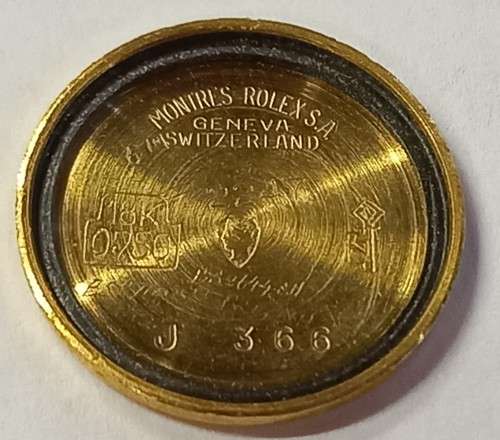 MONTRES ROLEX S.A.
GENEVA
SWITZERLAND
18K
0.750
J 366